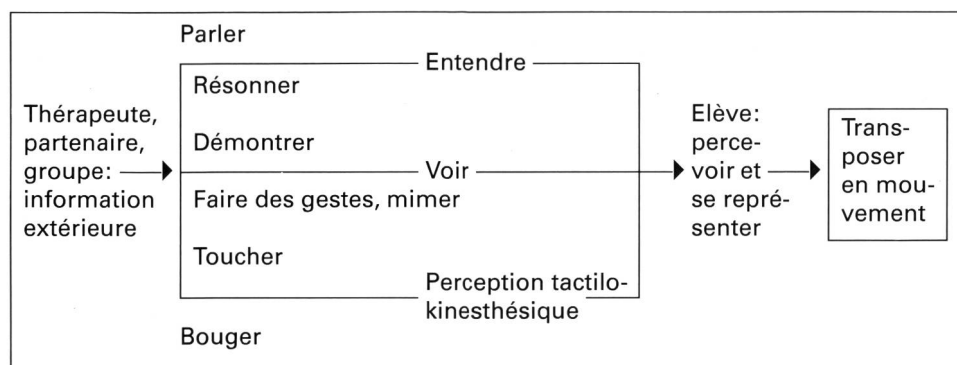 Parler
Entendre
Résonner
Thérapeute,
partenaire,
groupe:
information
extérieure
Démontrer
Voir
Faire des gestes, mimer
Toucher
Perception tactilo-
kinesthésique
Bouger
Elève:
perce-
voir et
se repré-
senter
Trans-
poser
en mou-
vement